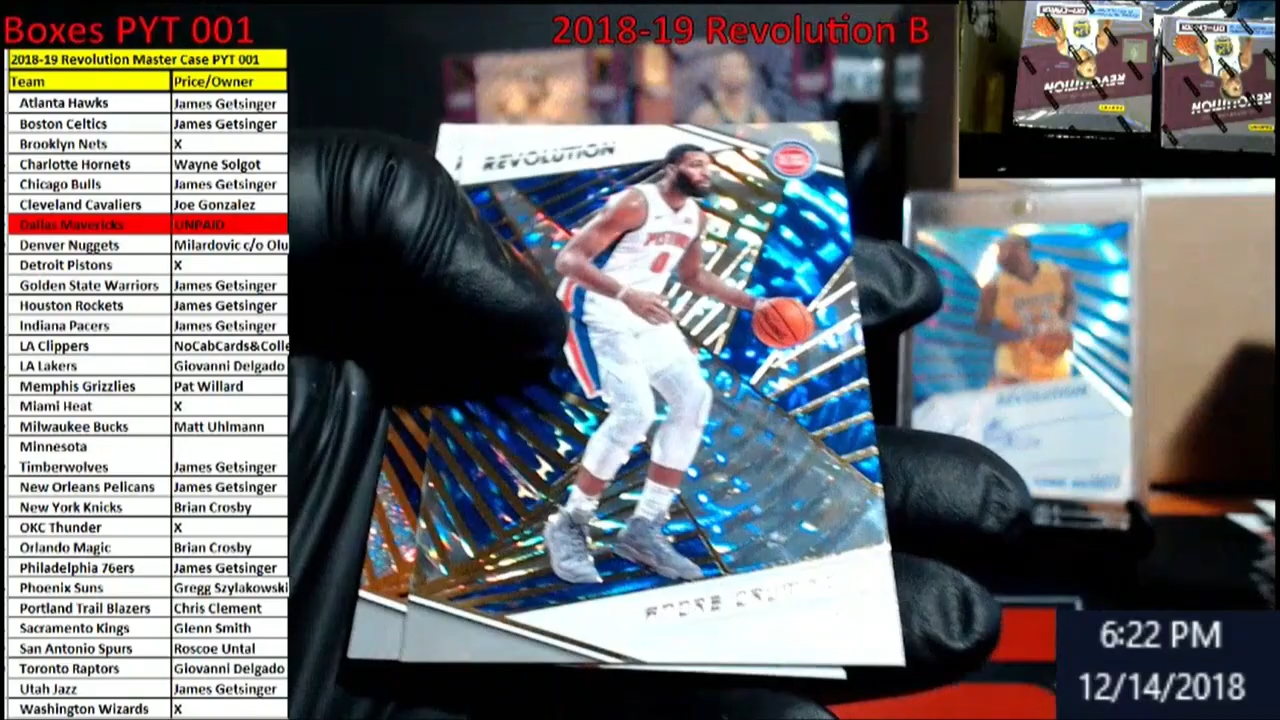 Boxes PYT 001
2018-19 Revolution B
2018-19 Revolution Master Case PYT 001
Team Price/Owner
Atlanta Hawks James Getsinger
Boston Celtics James Getsinger
Brooklyn Nets X
Charlotte Hornets Wayne Solgot
Chicago Bulls James Getsinger
Cleveland Cavaliers Joe Gonzalez
Dallas Mavericks UNPAID
Denver Nuggets Milardovic c/o Olu
Detroit Pistons X
Golden State Warriors James Getsinger
Houston Rockets James Getsinger
Indiana Pacers James Getsinger
LA Clippers NoCabCards&Colle
LA Lakers Giovanni Delgado
Memphis Grizzlies Pat Willard
Miami Heat X
Milwaukee Bucks Matt Uhlmann
Minnesota
Timberwolves James Getsinger
New Orleans Pelicans James Getsinger
New York Knicks Brian Crosby
OKC Thunder X
Orlando Magic Brian Crosby
Philadelphia 76ers James Getsinger
Phoenix Suns Gregg Szylakowski
Portland Trail Blazers Chris Clement
Sacramento Kings Glenn Smith
San Antonio Spurs Roscoe Untal
Toronto Raptors Giovanni Delgado
Utah Jazz James Getsinger
Washington Wizards X
REVOLUTION
PISTONS
0
REVOLUTION
REVOLUTION
REVOLUTION
6:22 PM
12/14/2018